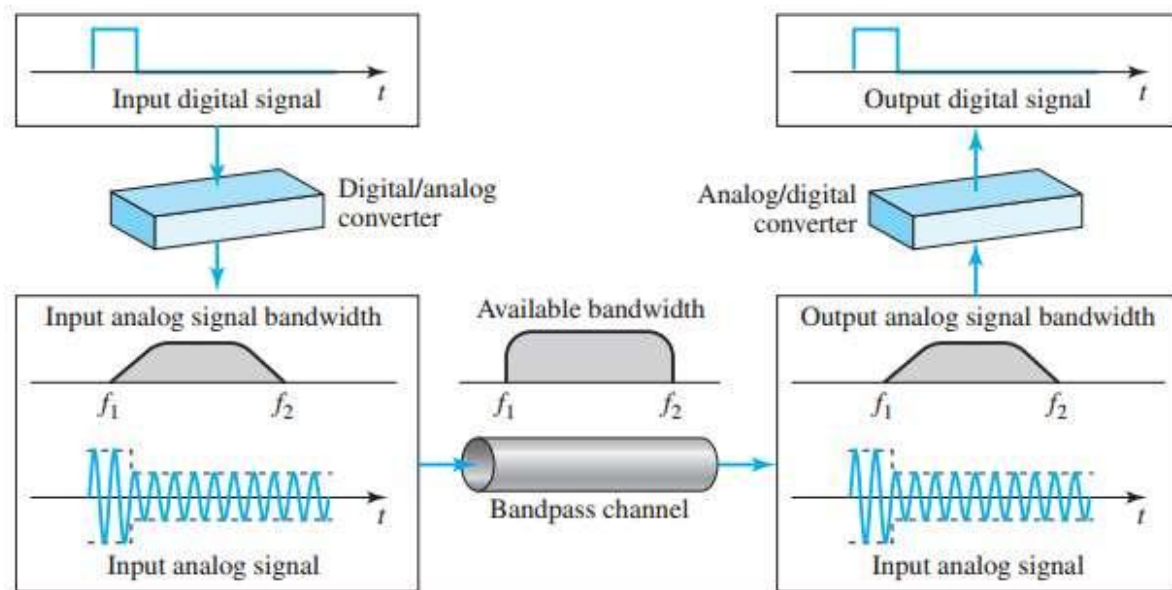 t
Input digital signal
t
Output digital signal
Digital/analog
converter
Analog/digital
converter
Input analog signal bandwidth
f1
f2
t
Input analog signal
Available bandwidth
f1
f2
Bandpass channel
Output analog signal bandwidth
f1
f2
t
Input analog signal